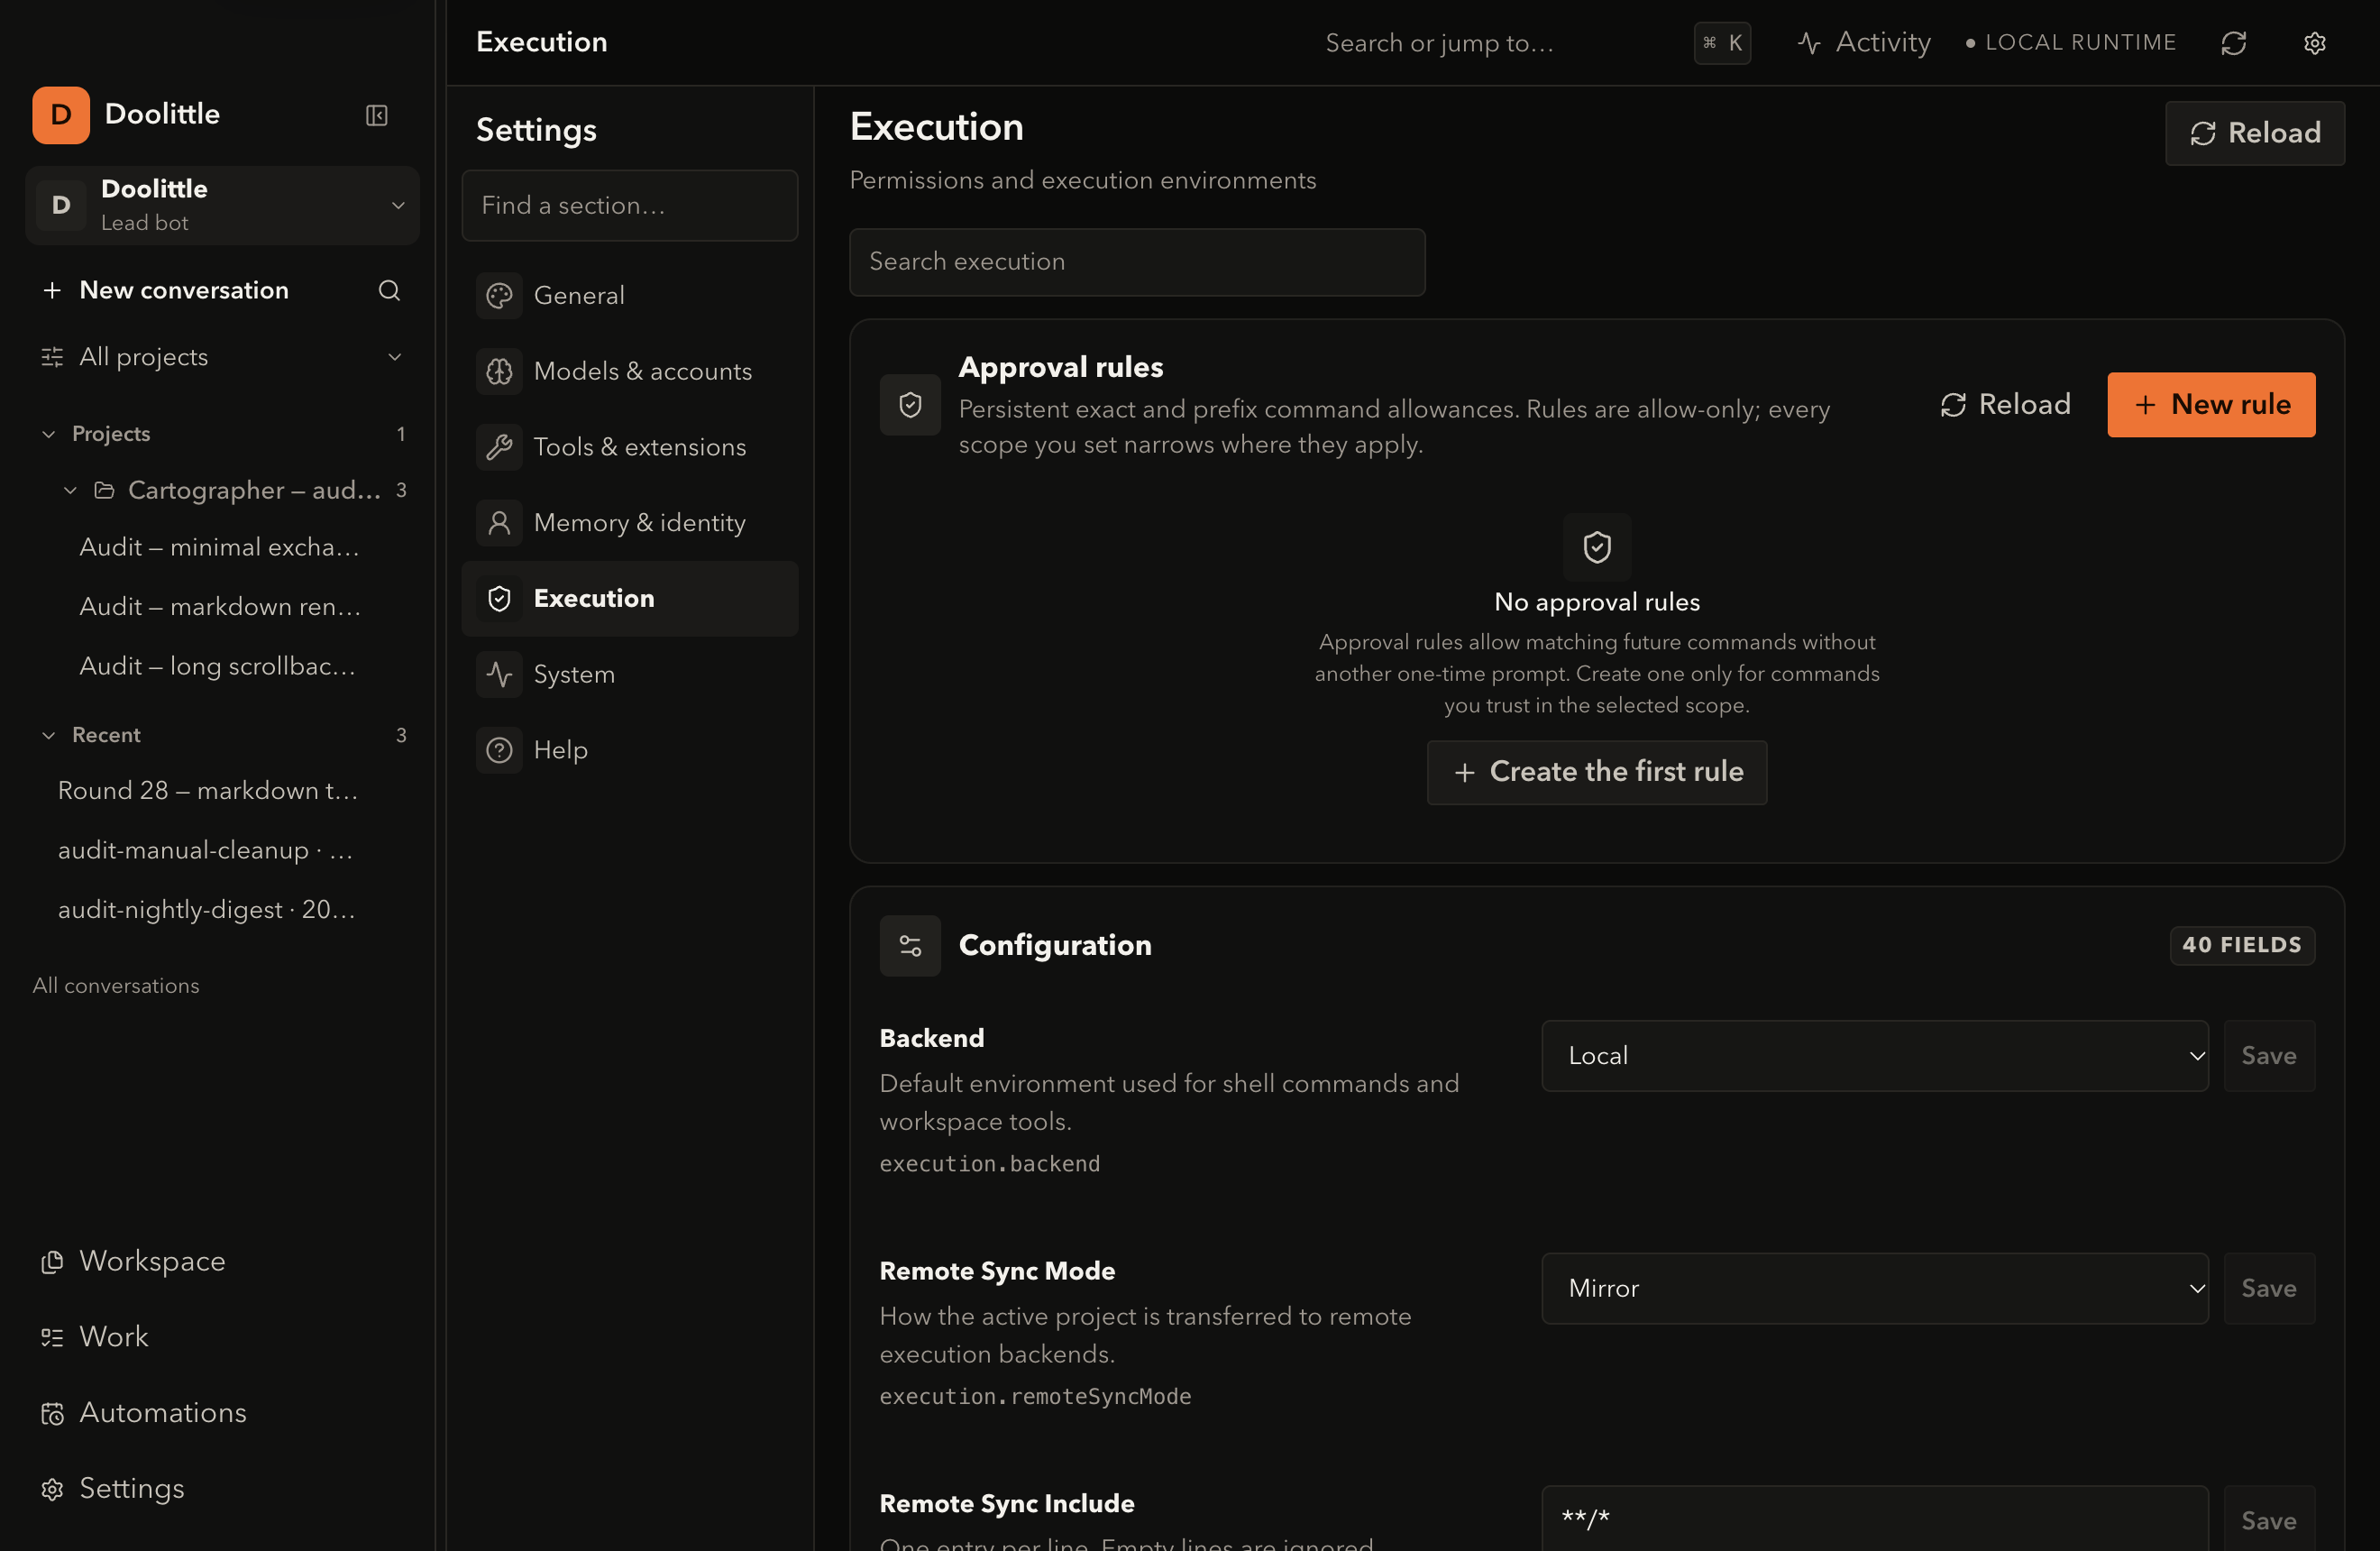 Execution
Search or jump to…
⌘ K
Activity
LOCAL RUNTIME
D
Doolittle
D
Doolittle
Lead bot
New conversation
All projects
Projects
1
Cartographer – aud…
3
Audit – minimal excha…
Audit – markdown ren…
Audit – long scrollbac…
Recent
3
Round 28 – markdown t…
audit-manual-cleanup · …
audit-nightly-digest · 20…
All conversations
Workspace
Work
Automations
Settings
Settings
Find a section…
General
Models & accounts
Tools & extensions
Memory & identity
Execution
System
Help
Execution
Permissions and execution environments
Reload
Search execution
Approval rules
Persistent exact and prefix command allowances. Rules are allow-only; every
scope you set narrows where they apply.
Reload
New rule
No approval rules
Approval rules allow matching future commands without
another one-time prompt. Create one only for commands
you trust in the selected scope.
Create the first rule
Configuration
40 FIELDS
Backend
Default environment used for shell commands and
workspace tools.
execution.backend
Local
Save
Remote Sync Mode
How the active project is transferred to remote
execution backends.
execution.remoteSyncMode
Mirror
Save
Remote Sync Include
One entry per line. Empty lines are ignored.
**/*
Save